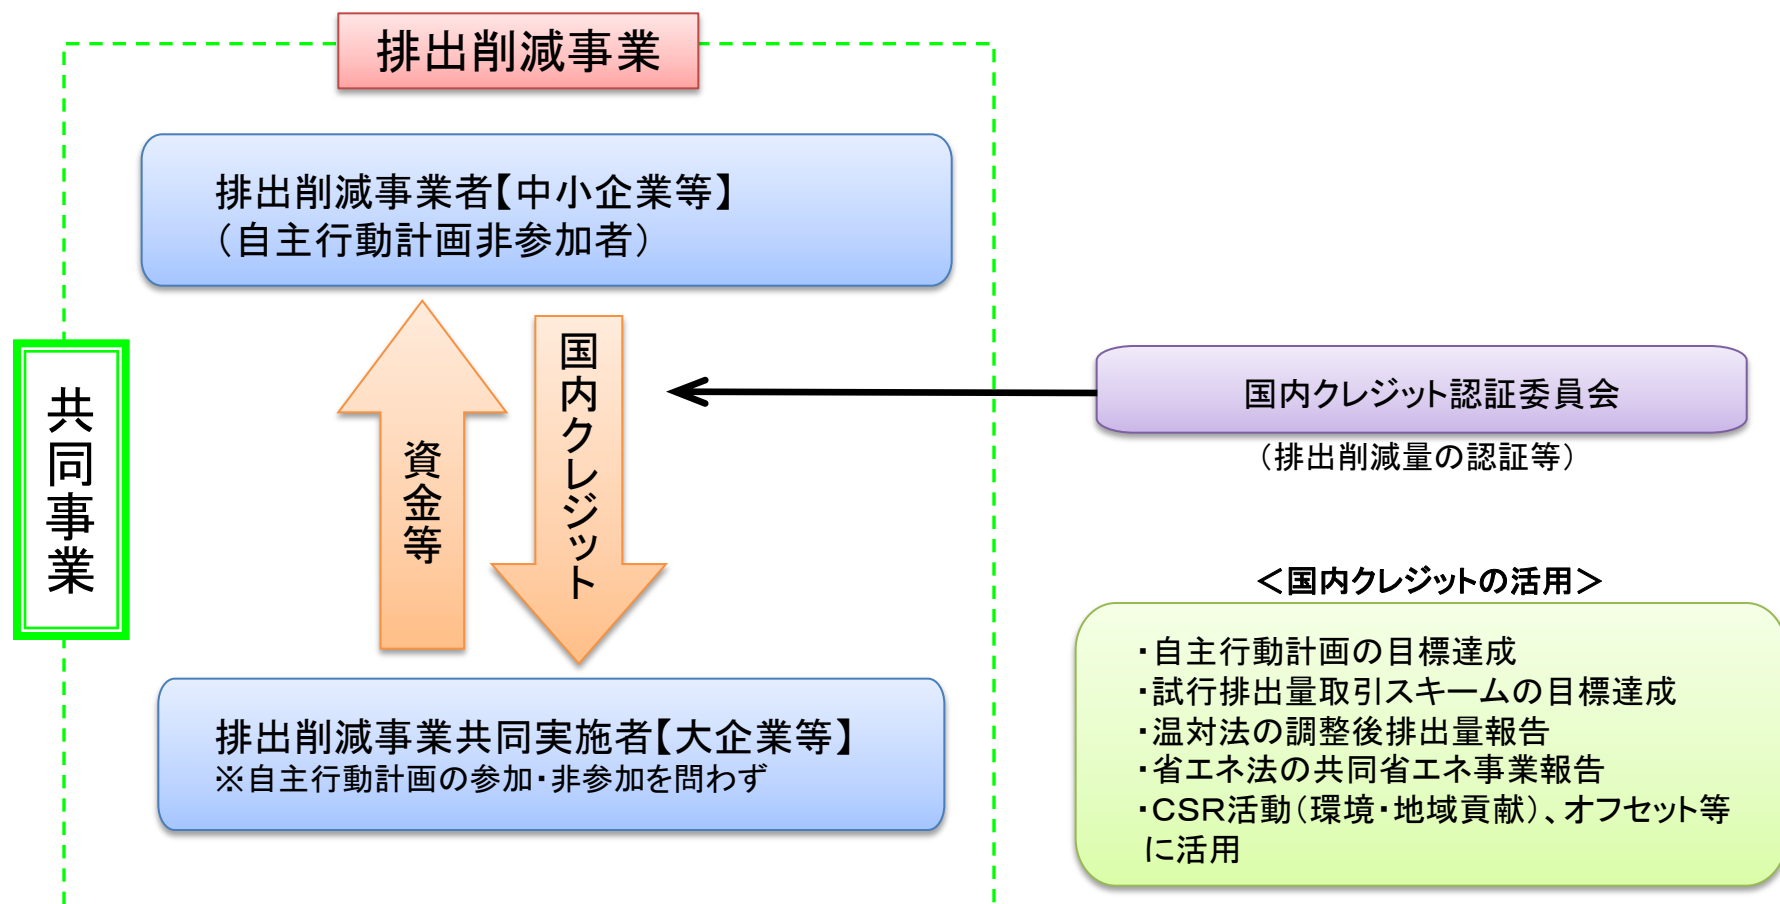 排出削減事業
排出削減事業者【中小企業等】
（自主行動計画非参加者）
共同事業
資金等
国内クレジット
国内クレジット認証委員会
（排出削減量の認証等）
排出削減事業共同実施者【大企業等】
※自主行動計画の参加・非参加を問わず
＜国内クレジットの活用＞
・自主行動計画の目標達成
・試行排出量取引スキームの目標達成
・温対法の調整後排出量報告
・省エネ法の共同省エネ事業報告
・ＣＳＲ活動（環境・地域貢献）、オフセット等
に活用